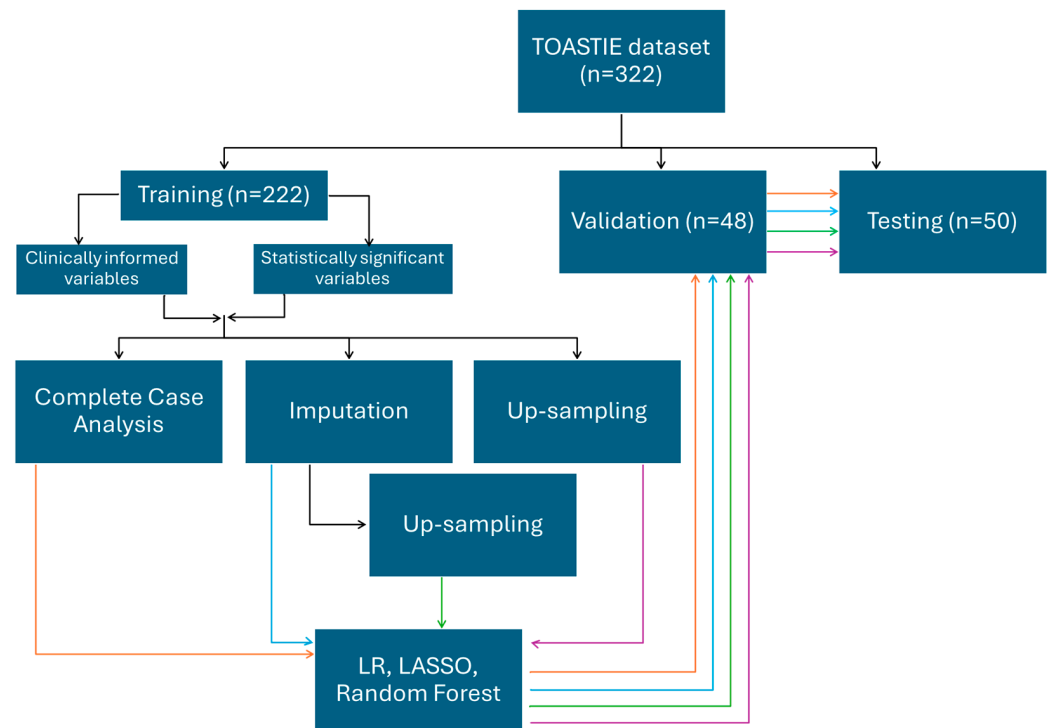 TOASTIE dataset
(n=322)
Training (n=222)
Validation (n=48)
Testing (n=50)
Clinically informed
variables
Statistically significant
variables
Complete Case
Analysis
Imputation
Up-sampling
Up-sampling
LR, LASSO,
Random Forest